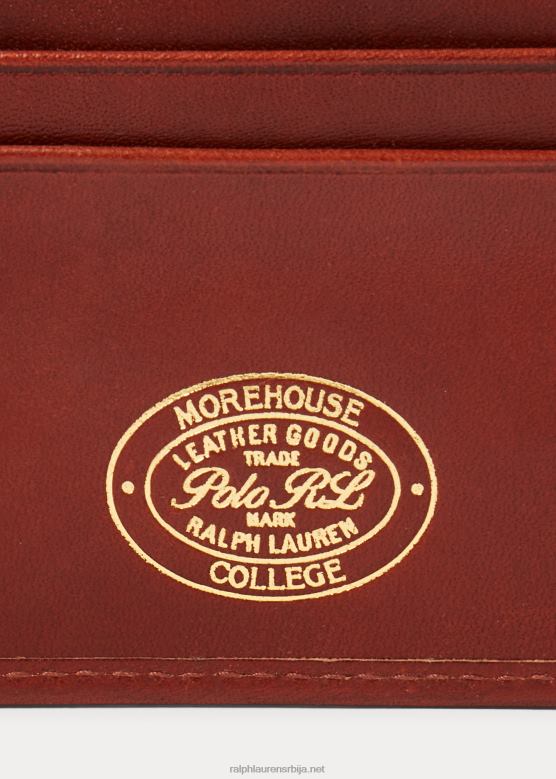 MOREHOUSE
LEATHER GOODS
TRADE
Polo RL
MARK
RALPH LAUREN
COLLEGE
ralphlaurensrbija.net